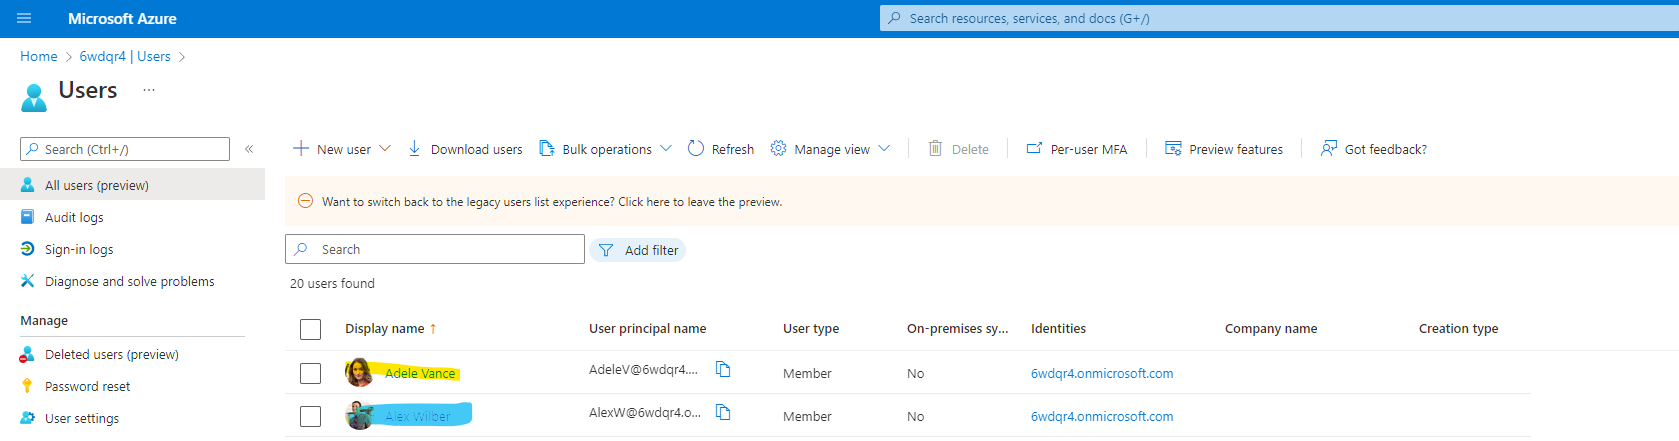 Microsoft Azure
Search resources, services, and docs (G+/)
Home > 6wdqr4 | Users >
Users ...
Search (Ctrl+/) «
All users (preview)
Audit logs
Sign-in logs
Diagnose and solve problems
Manage
Deleted users (preview)
Password reset
User settings
New user Download users Bulk operations Refresh Manage view Delete Per-user MFA Preview features Got feedback?
Want to switch back to the legacy users list experience? Click here to leave the preview.
Search Add filter
20 users found
Display name ↑ User principal name User type On-premises sy... Identities Company name Creation type
Adele Vance AdeleV@6wdqr4.... Member No 6wdqr4.onmicrosoft.com
Alex Wilber AlexW@6wdqr4.o... Member No 6wdqr4.onmicrosoft.com